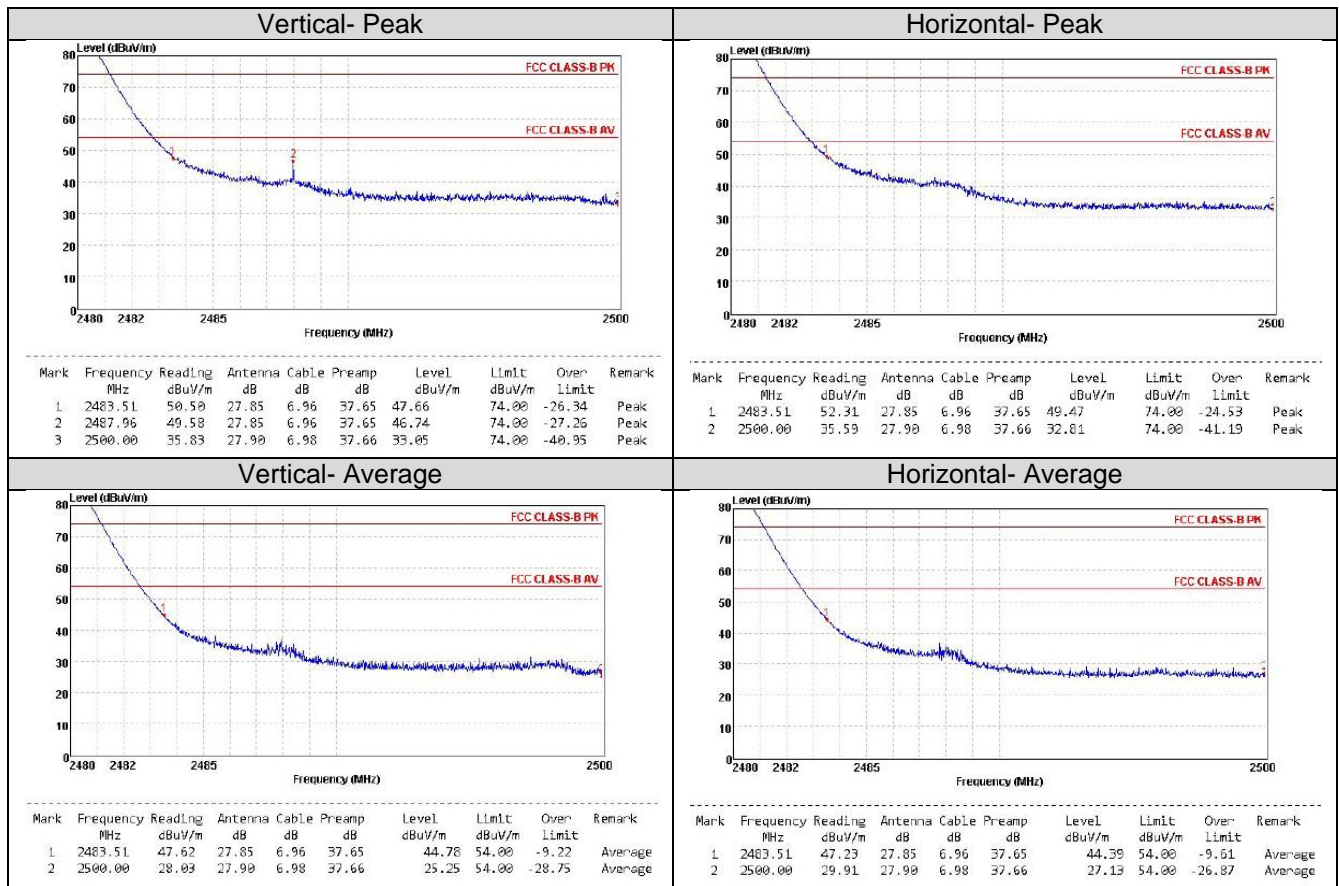 Vertical- Peak
Level (dBuV/m)
80
FCC CLASS-B PK
70
60
FCC CLASS-B AV
50
1
2
40
30
20
10
0
2480 2482 2485 2500
Frequency (MHz)
Mark Frequency Reading Antenna Cable Preamp Level Limit Over Remark
MHz dBuV/m dB dB dB dBuV/m dBuV/m limit
1 2483.51 50.50 27.85 6.96 37.65 47.66 74.00 -26.34 Peak
2 2487.96 49.58 27.85 6.96 37.65 46.74 74.00 -27.26 Peak
3 2500.00 35.83 27.90 6.98 37.66 33.05 74.00 -40.95 Peak
Horizontal- Peak
Level (dBuV/m)
80
FCC CLASS-B PK
70
60
FCC CLASS-B AV
50
1
40
30
20
10
0
2480 2482 2485 2500
Frequency (MHz)
Mark Frequency Reading Antenna Cable Preamp Level Limit Over Remark
MHz dBuV/m dB dB dB dBuV/m dBuV/m limit
1 2483.51 52.31 27.85 6.96 37.65 49.47 74.00 -24.53 Peak
2 2500.00 35.59 27.90 6.98 37.66 32.81 74.00 -41.19 Peak
Vertical- Average
Level (dBuV/m)
80
FCC CLASS-B PK
70
60
FCC CLASS-B AV
50
1
40
30
20
10
0
2480 2482 2485 2500
Frequency (MHz)
Mark Frequency Reading Antenna Cable Preamp Level Limit Over Remark
MHz dBuV/m dB dB dB dBuV/m dBuV/m limit
1 2483.51 47.62 27.85 6.96 37.65 44.78 54.00 -9.22 Average
2 2500.00 28.03 27.90 6.98 37.66 25.25 54.00 -28.75 Average
Horizontal- Average
Level (dBuV/m)
80
FCC CLASS-B PK
70
60
FCC CLASS-B AV
50
1
40
30
20
10
0
2480 2482 2485 2500
Frequency (MHz)
Mark Frequency Reading Antenna Cable Preamp Level Limit Over Remark
MHz dBuV/m dB dB dB dBuV/m dBuV/m limit
1 2483.51 47.23 27.85 6.96 37.65 44.39 54.00 -9.61 Average
2 2500.00 29.91 27.90 6.98 37.66 27.13 54.00 -26.87 Average